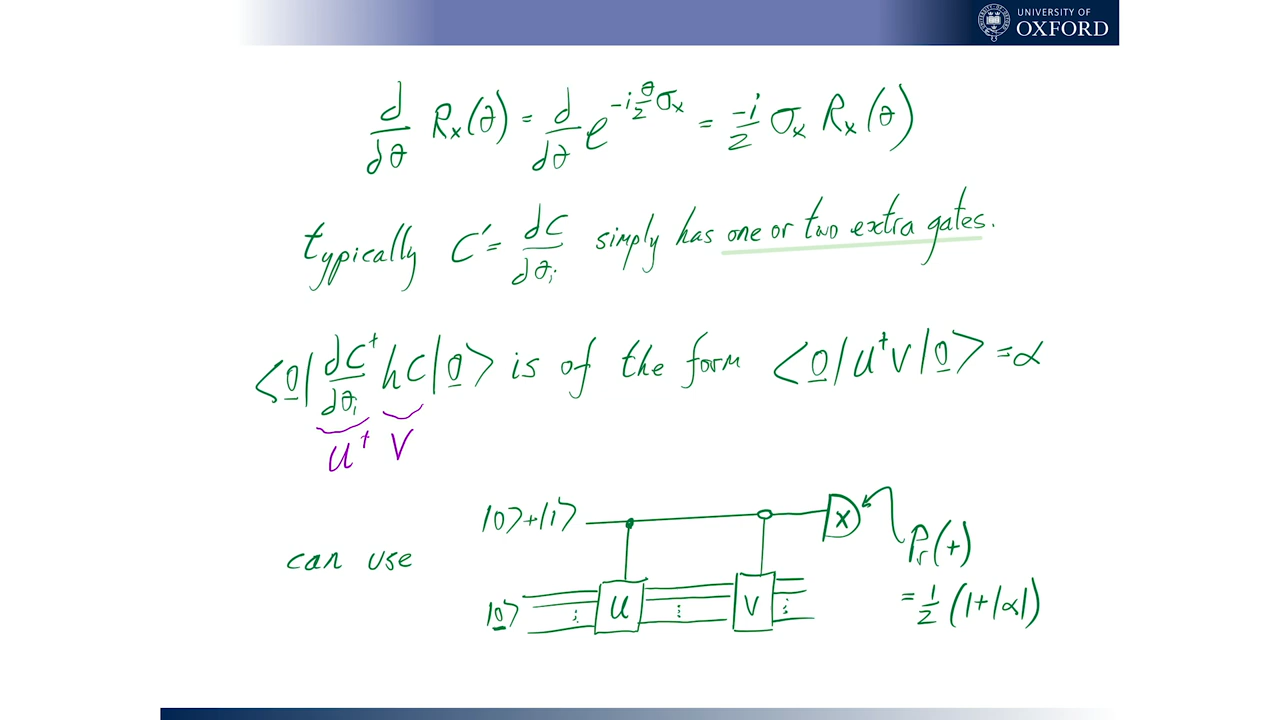 UNIVERSITY OF
OXFORD
d/dθ Rₓ(θ) = d/dθ e^{-i θ/2 σₓ} = -i/2 σₓ Rₓ(θ)
typically C' = dC/dθᵢ simply has one or two extra gates.
<0| dC†/dθᵢ h C |0> is of the form <0|U†V|0> = α
U† V
|0>+|1> X
can use
Pr(+)
= 1/2 (1+|α|)
|0> U V